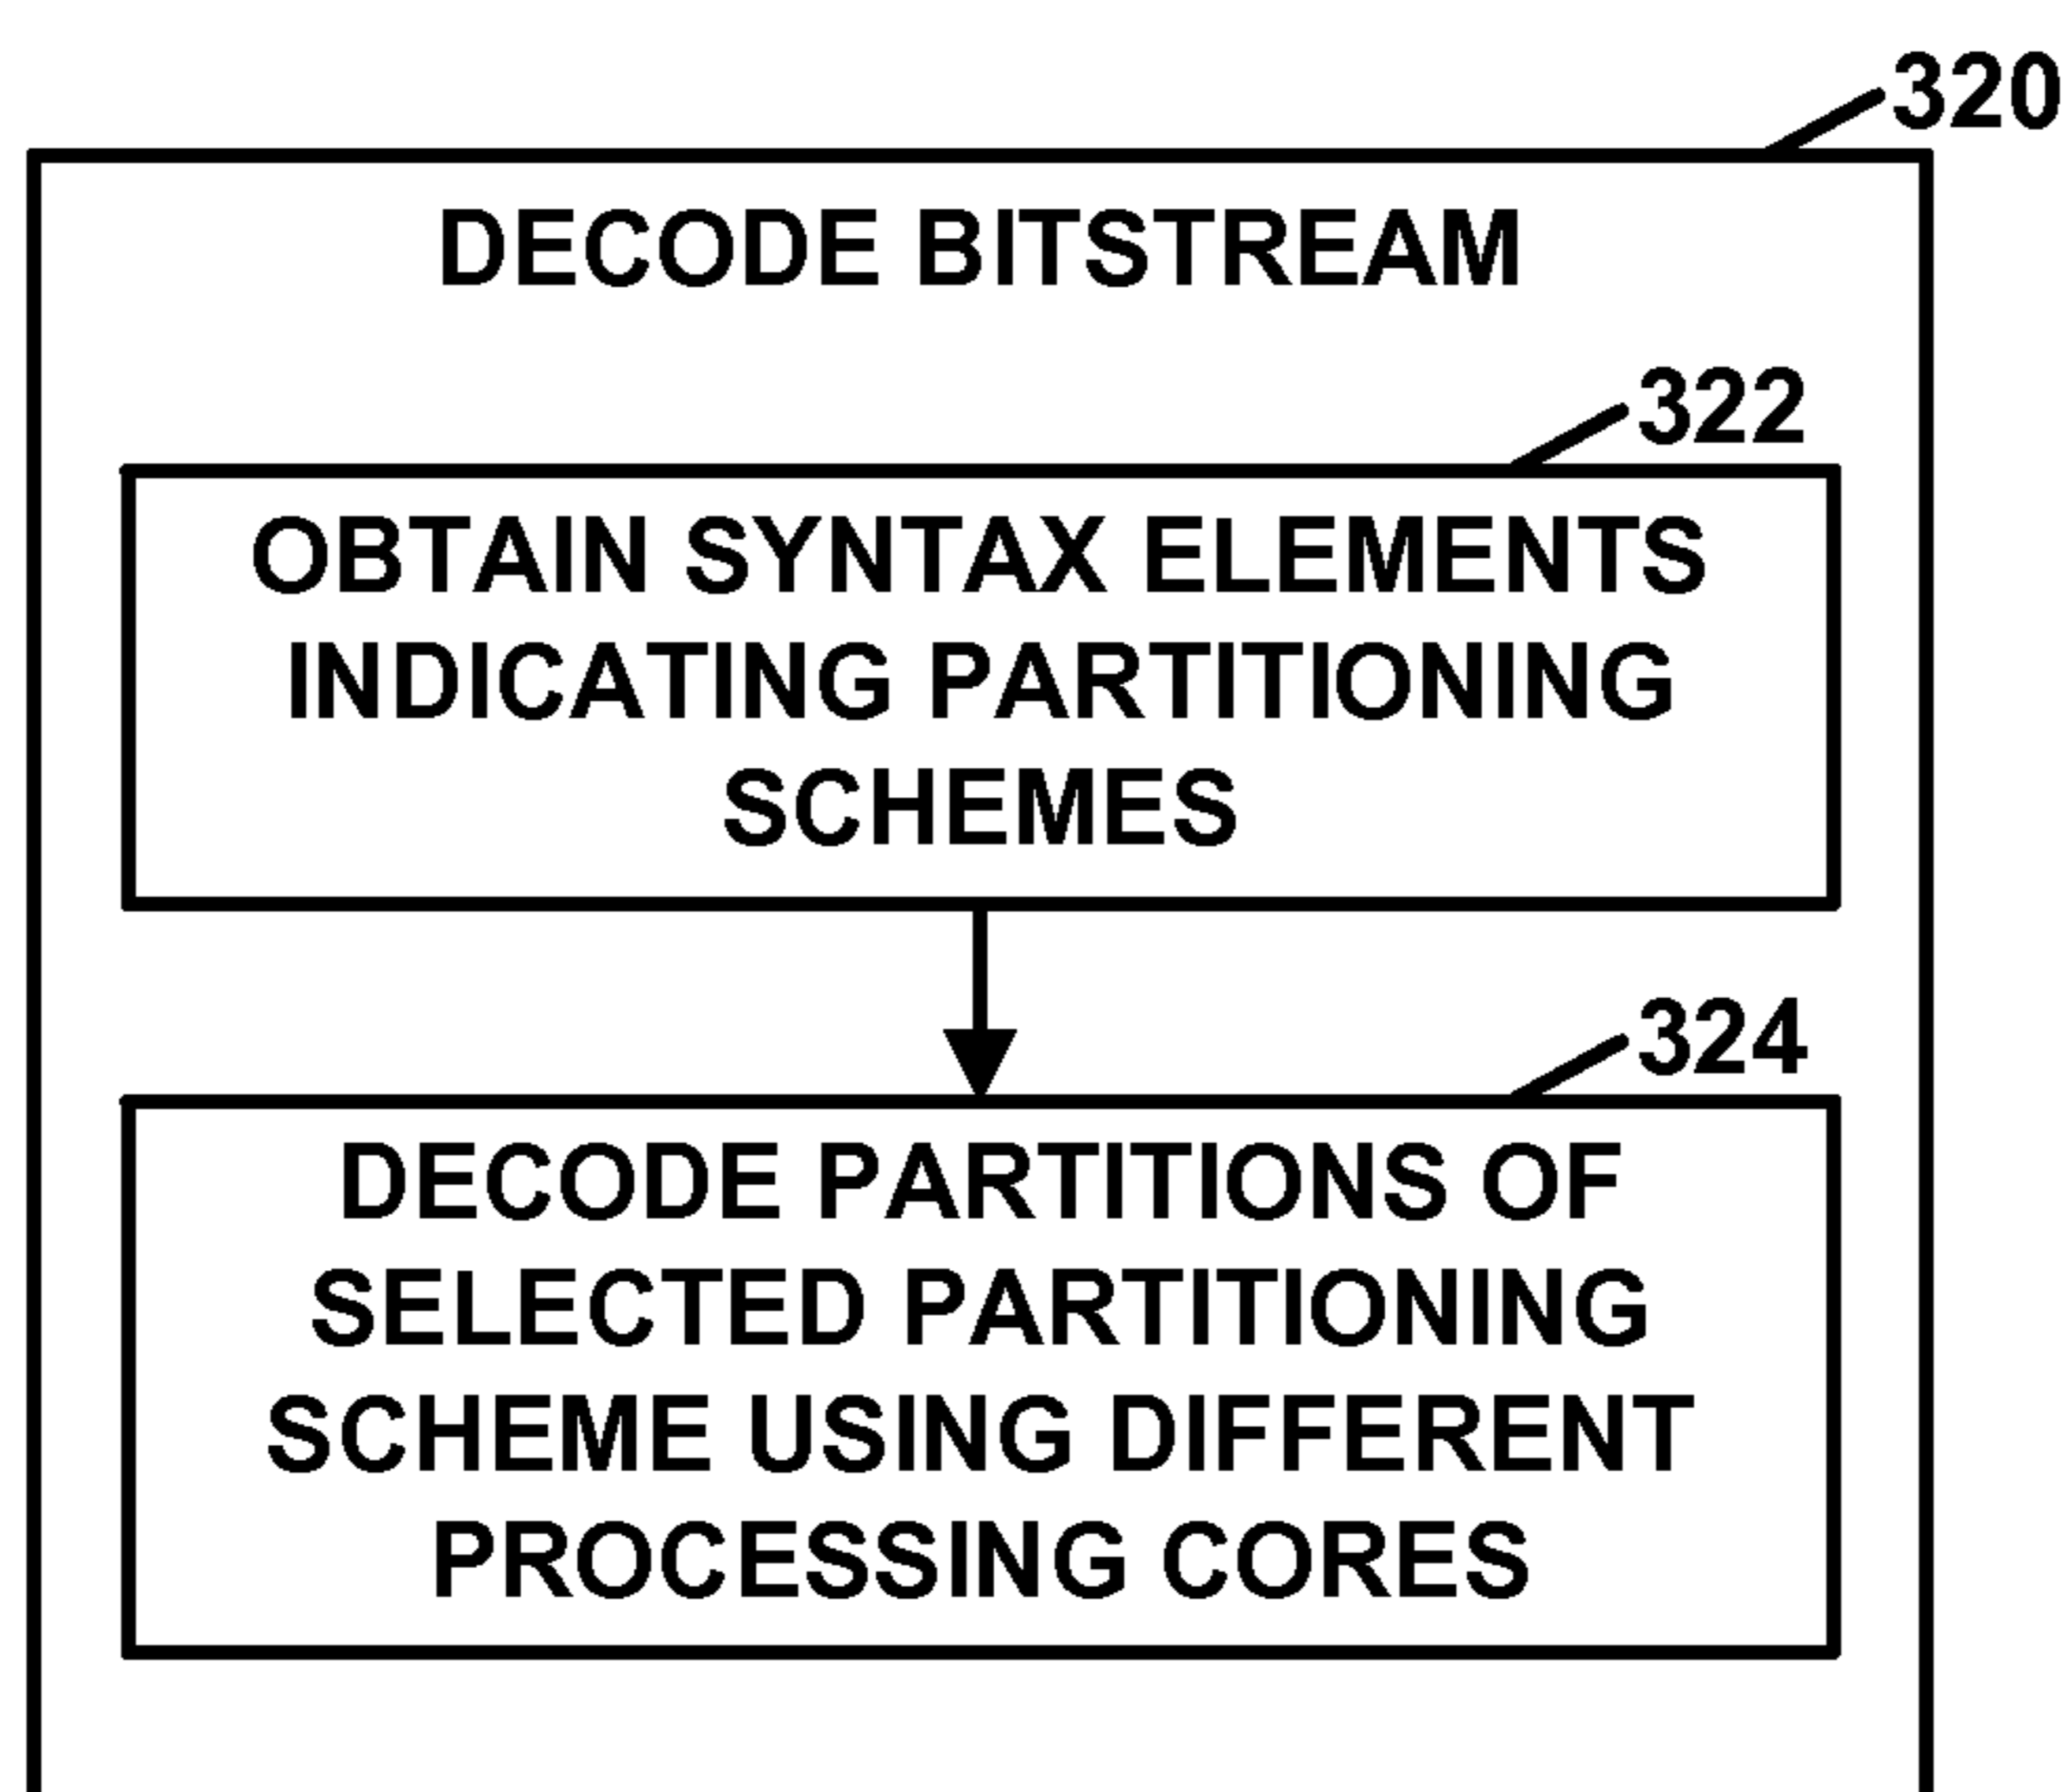 320
DECODE BITSTREAM
322
OBTAIN SYNTAX ELEMENTS
INDICATING PARTITIONING
SCHEMES
324
DECODE PARTITIONS OF
SELECTED PARTITIONING
SCHEME USING DIFFERENT
PROCESSING CORES